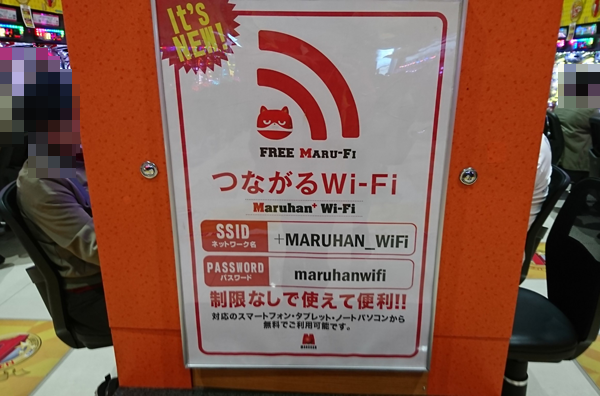 It's
NEW!
FREE MARU-FI
つながるWi-Fi
Maruhan+ Wi-Fi
SSID
ネットワーク名
+MARUHAN_WiFi
PASSWORD
パスワード
maruhanwifi
制限なしで使えて便利!!
対応のスマートフォン・タブレット・ノートパソコンから
無料でご利用可能です。
MARUHAN